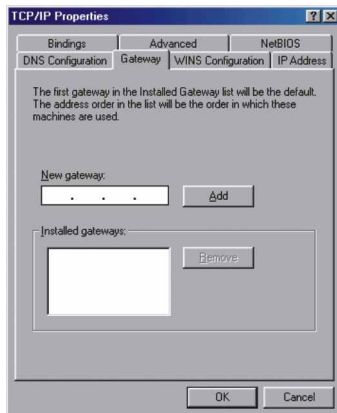 TCP/IP Properties
Bindings Advanced NetBIOS
DNS Configuration Gateway WINS Configuration IP Address
The first gateway in the Installed Gateway list will be the default.
The address order in the list will be the order in which these
machines are used.
New gateway:
. . . Add
Installed gateways:
Remove
OK Cancel